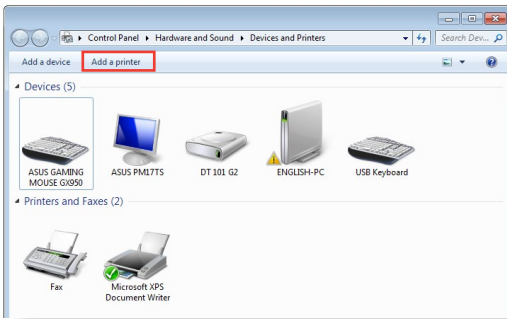 Control Panel ▸ Hardware and Sound ▸ Devices and Printers
Search Dev...
Add a device
Add a printer
Devices (5)
ASUS GAMING
MOUSE GX950
ASUS PM17TS
DT 101 G2
ENGLISH-PC
USB Keyboard
Printers and Faxes (2)
Fax
Microsoft XPS
Document Writer